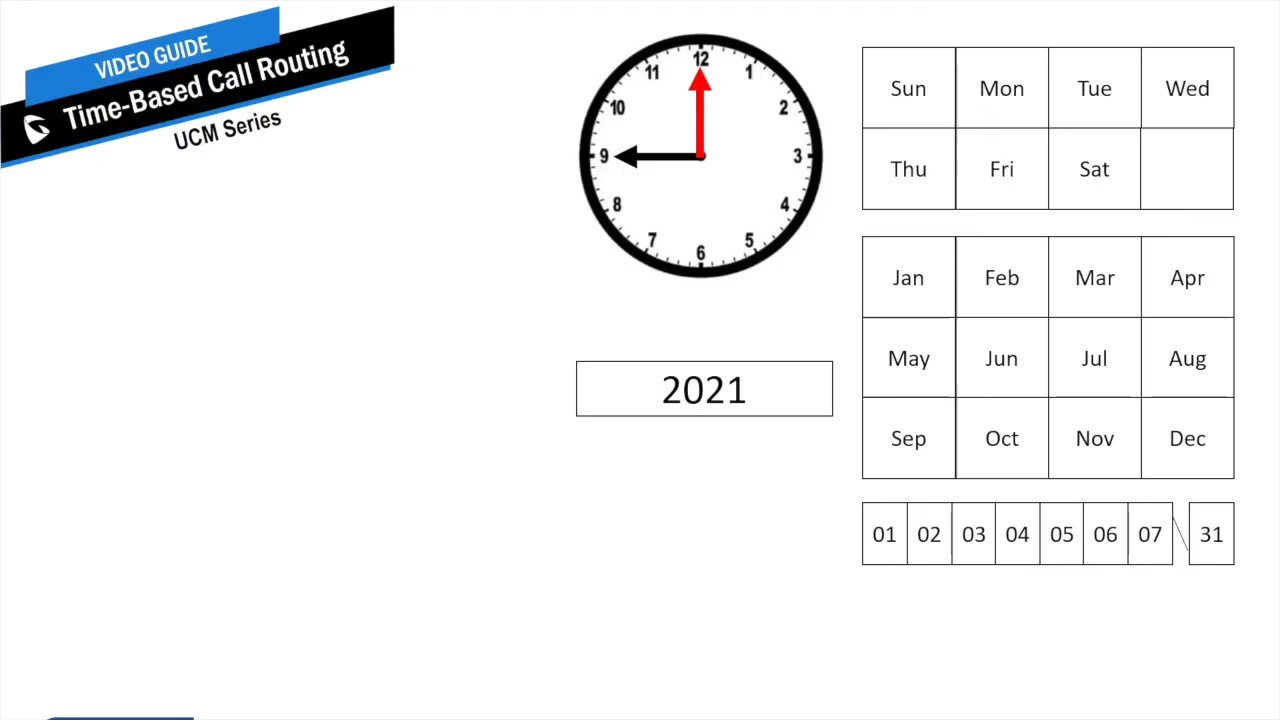 VIDEO GUIDE
Time-Based Call Routing
UCM Series
12
11 1
10 2
9 3
8 4
7 5
6
2021
Sun Mon Tue Wed
Thu Fri Sat
Jan Feb Mar Apr
May Jun Jul Aug
Sep Oct Nov Dec
01 02 03 04 05 06 07 31